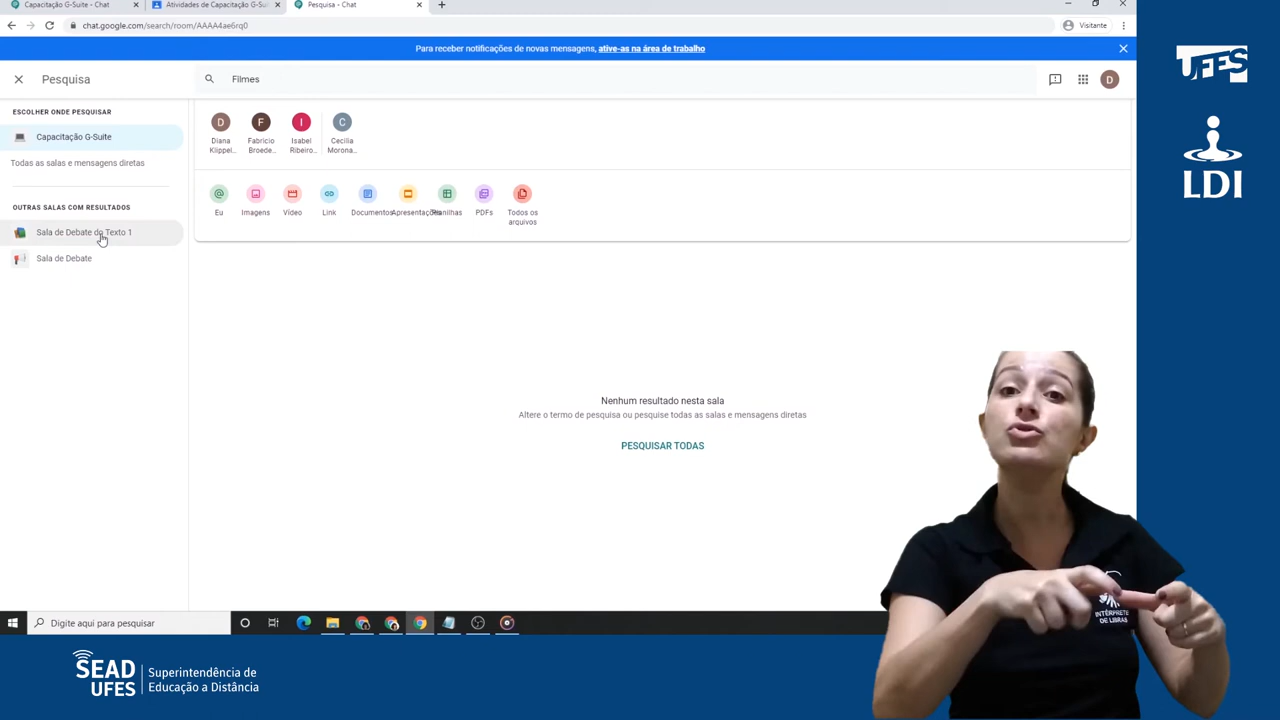 Capacitação G-Suite - Chat
Atividades de Capacitação G-Su
Pesquisa - Chat
chat.google.com/search/room/AAAA4ae6rq0
Visitante
Para receber notificações de novas mensagens, ative-as na área de trabalho
Pesquisa
Filmes
D
ESCOLHER ONDE PESQUISAR
Capacitação G-Suite
Todas as salas e mensagens diretas
OUTRAS SALAS COM RESULTADOS
Sala de Debate do Texto 1
Sala de Debate
D
F
I
C
Diana Klippel...
Fabricio Broede...
Isabel Ribeiro...
Cecilia Morona...
Eu
Imagens
Vídeo
Link
Documentos
Apresentações
Planilhas
PDFs
Todos os arquivos
Nenhum resultado nesta sala
Altere o termo de pesquisa ou pesquise todas as salas e mensagens diretas
PESQUISAR TODAS
Digite aqui para pesquisar
UFES
LDI
INTÉRPRETE
DE LIBRAS
SEAD
UFES
Superintendência de
Educação a Distância